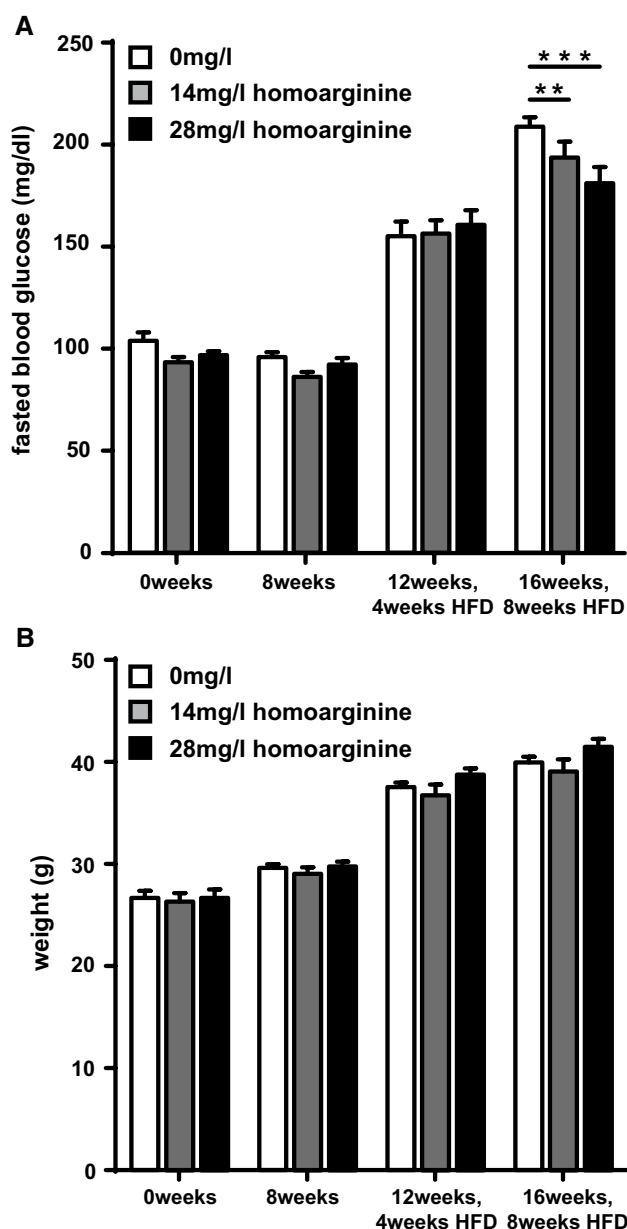 A
fasted blood glucose (mg/dl)
250
200
150
100
50
0
0mg/l
14mg/l homoarginine
28mg/l homoarginine
***
**
0weeks 8weeks 12weeks, 16weeks,
4weeks HFD 8weeks HFD
B
weight (g)
50
40
30
20
10
0
0mg/l
14mg/l homoarginine
28mg/l homoarginine
0weeks 8weeks 12weeks, 16weeks,
4weeks HFD 8weeks HFD